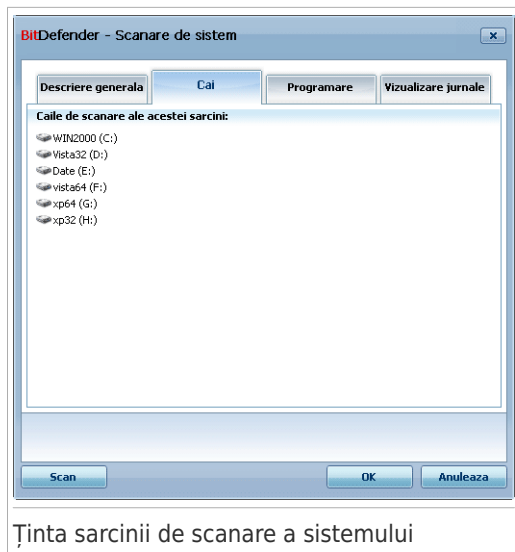 BitDefender - Scanare de sistem
Descriere generala Cai Programare Vizualizare jurnale
Caile de scanare ale acestei sarcini:
WIN2000 (C:)
Vista32 (D:)
Date (E:)
vista64 (F:)
xp64 (G:)
xp32 (H:)
Scan OK Anuleaza
Ținta sarcinii de scanare a sistemului